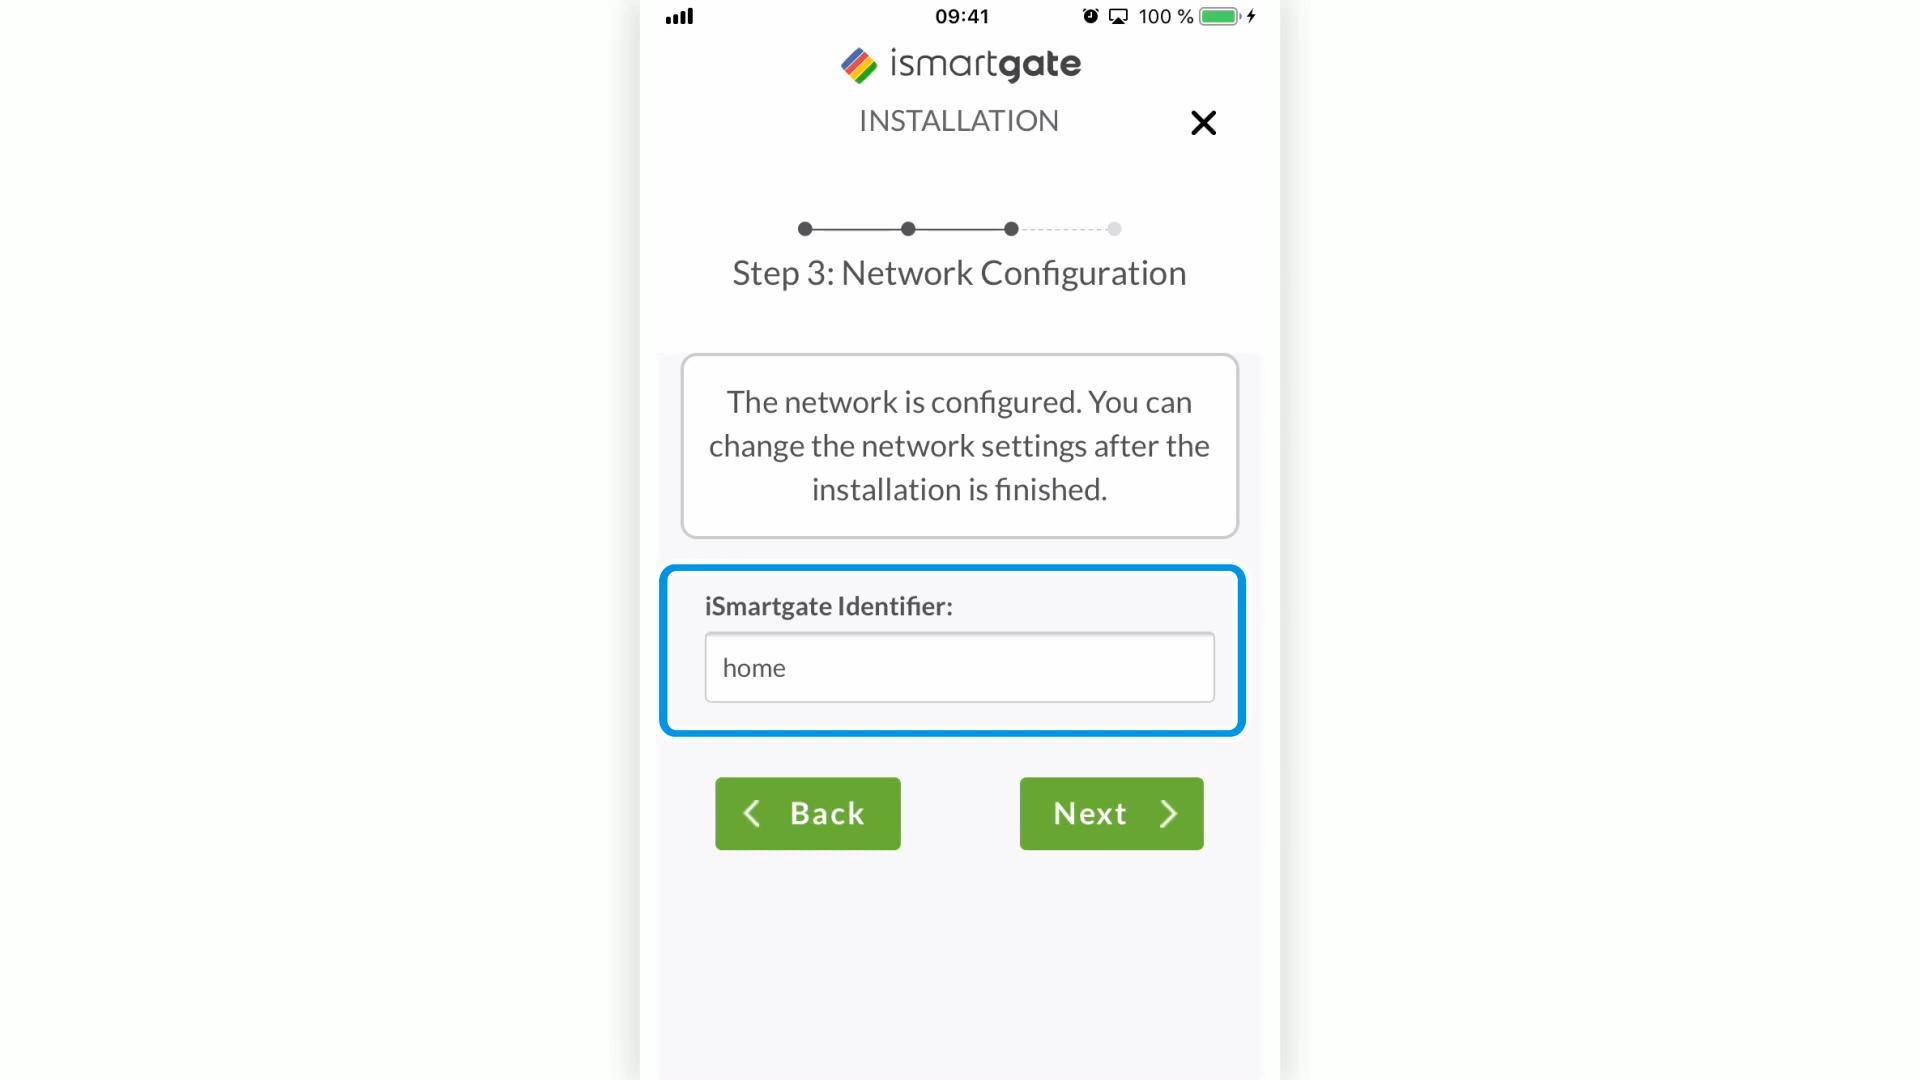 09:41
100 %
ismartgate
INSTALLATION
Step 3: Network Configuration
The network is configured. You can
change the network settings after the
installation is finished.
iSmartgate Identifier:
home
Back
Next